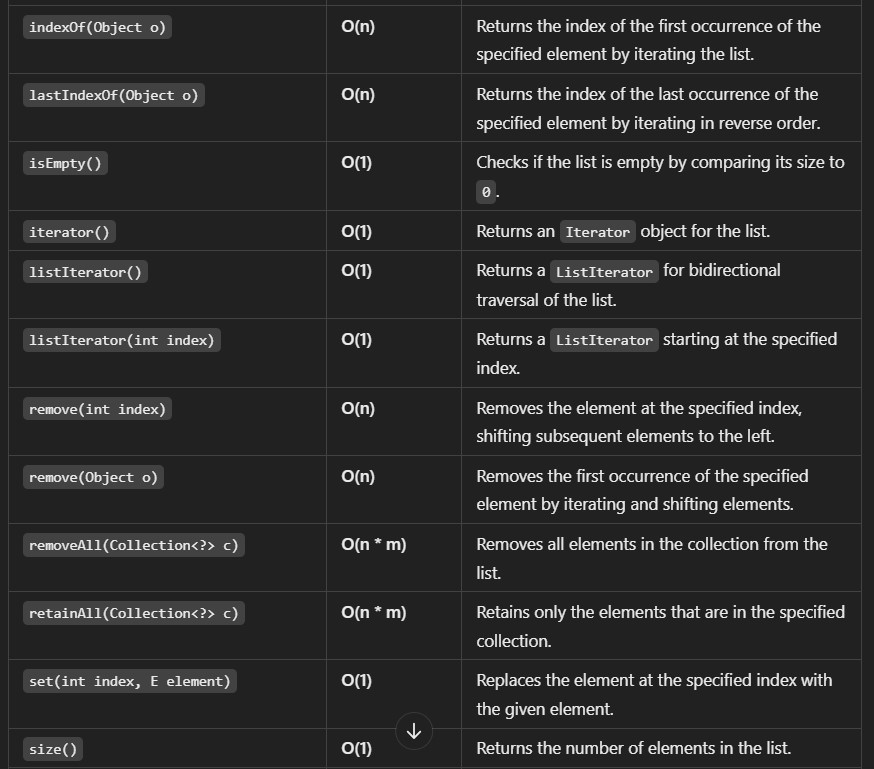 indexOf(Object o) O(n) Returns the index of the first occurrence of the
specified element by iterating the list.
lastIndexOf(Object o) O(n) Returns the index of the last occurrence of the
specified element by iterating in reverse order.
isEmpty() O(1) Checks if the list is empty by comparing its size to
0.
iterator() O(1) Returns an Iterator object for the list.
listIterator() O(1) Returns a ListIterator for bidirectional
traversal of the list.
listIterator(int index) O(1) Returns a ListIterator starting at the specified
index.
remove(int index) O(n) Removes the element at the specified index,
shifting subsequent elements to the left.
remove(Object o) O(n) Removes the first occurrence of the specified
element by iterating and shifting elements.
removeAll(Collection<?> c) O(n * m) Removes all elements in the collection from the
list.
retainAll(Collection<?> c) O(n * m) Retains only the elements that are in the specified
collection.
set(int index, E element) O(1) Replaces the element at the specified index with
the given element.
size() O(1) Returns the number of elements in the list.